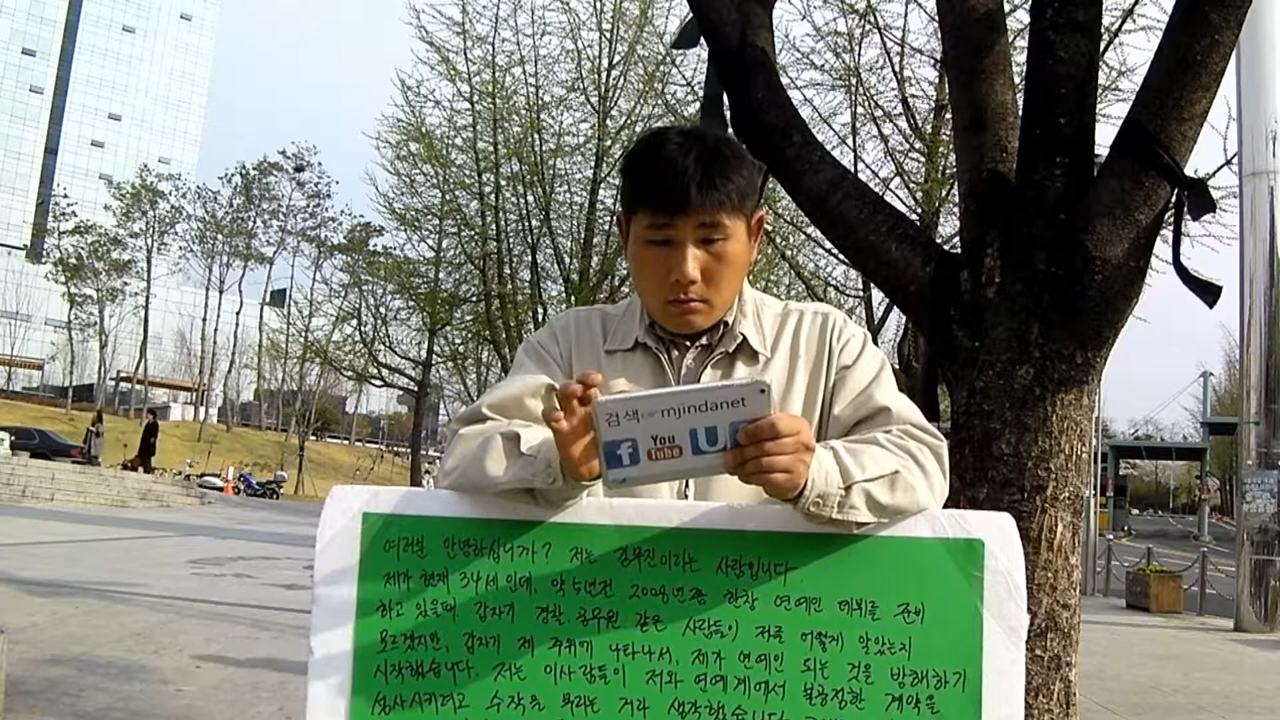 검색 mjindanet
f You Tube U
여러분 안녕하십니까? 저는 김무진이라는 사람입니다.
제가 현재 34세 인데, 약 5년전 2008년쯤 한창 연예인 데뷔를 준비
하고 있을때 갑자기 경찰, 공무원 같은 사람들이 저를 어떻게 알았는지
모르겠지만, 갑자기 제 주위에 나타나서, 제가 연예인 되는 것을 방해하기
시작했습니다. 저는 이사람들이 저와 연예계에서 불공정한 계약을
성사시키려고 수작을 부리는 거라 생각했습니다.